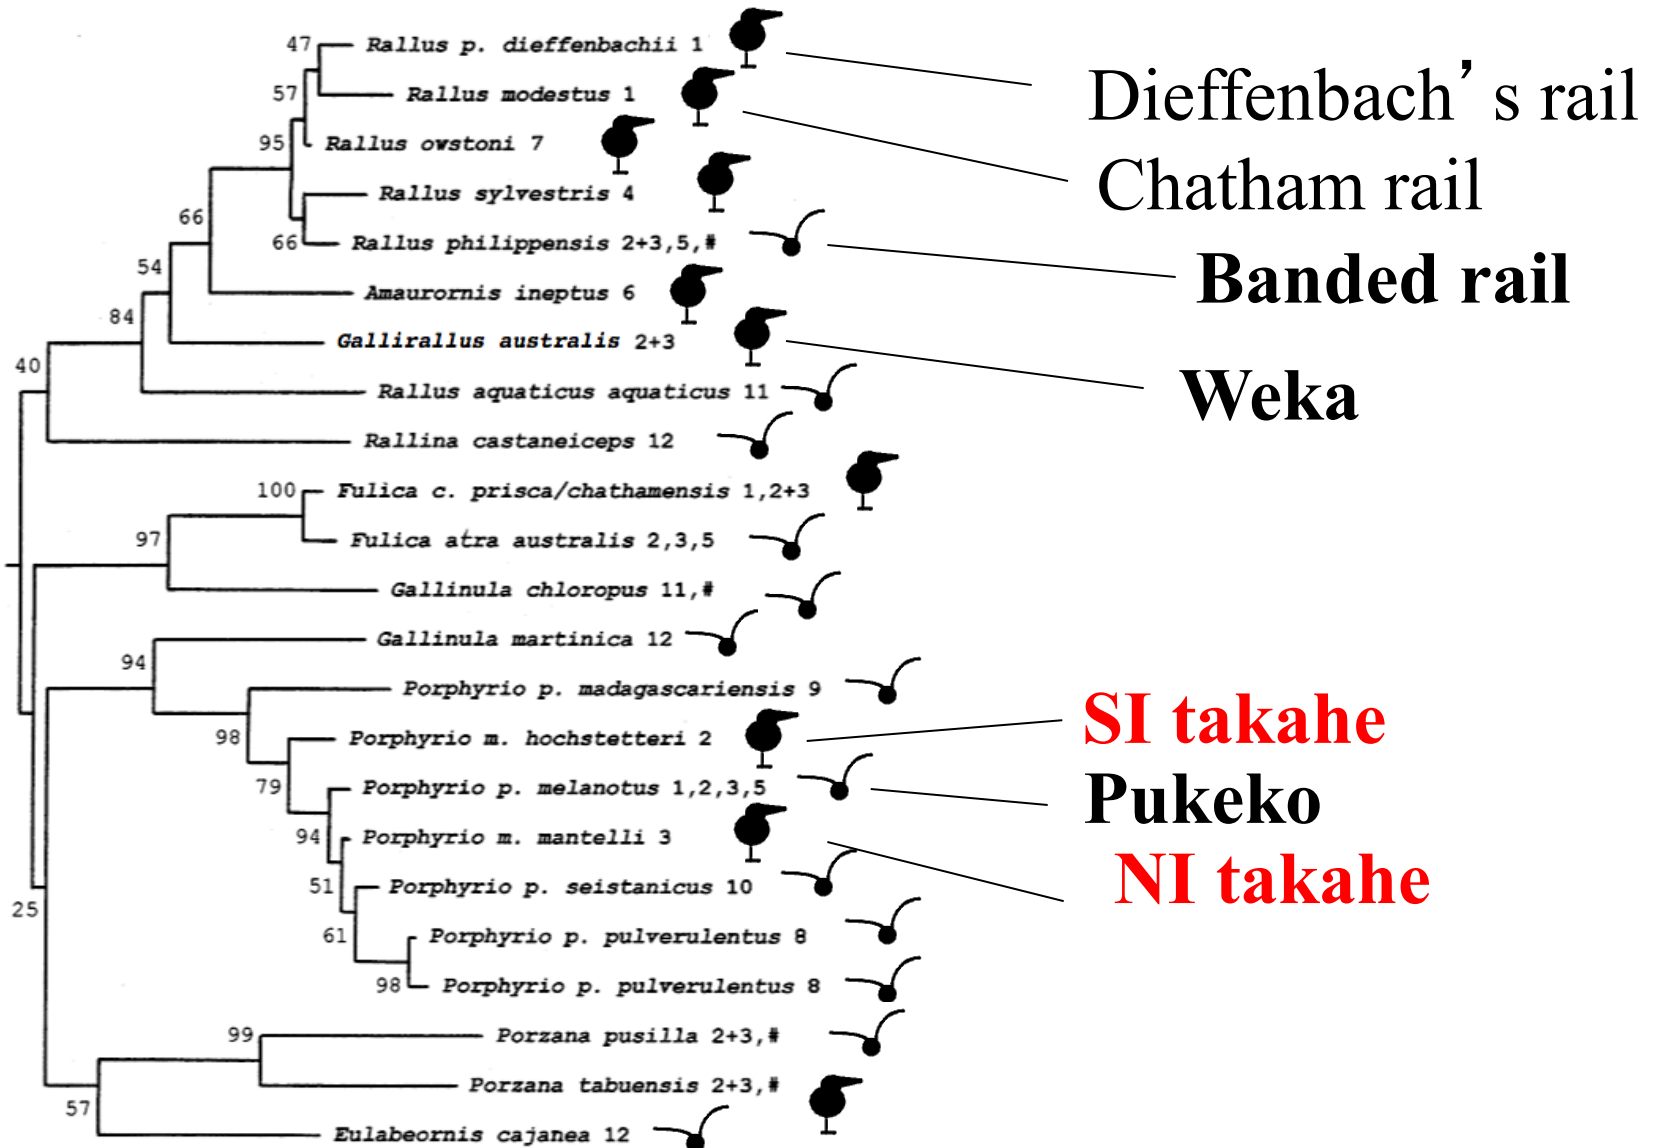 47
Rallus p. dieffenbachii 1
Dieffenbach’s rail
57
Rallus modestus 1
Chatham rail
95
Rallus owstoni 7
Rallus sylvestris 4
66
66
Rallus philippensis 2+3,5,#
Banded rail
54
Amaurornis ineptus 6
84
Gallirallus australis 2+3
Weka
40
Rallus aquaticus aquaticus 11
Rallina castaneiceps 12
100
Fulica c. prisca/chathamensis 1,2+3
97
Fulica atra australis 2,3,5
Gallinula chloropus 11,#
Gallinula martinica 12
94
Porphyrio p. madagascariensis 9
98
Porphyrio m. hochstetteri 2
SI takahe
79
Porphyrio p. melanotus 1,2,3,5
Pukeko
94
Porphyrio m. mantelli 3
NI takahe
51
Porphyrio p. seistanicus 10
25
61
Porphyrio p. pulverulentus 8
98
Porphyrio p. pulverulentus 8
99
Porzana pusilla 2+3,#
Porzana tabuensis 2+3,#
57
Eulabeornis cajanea 12